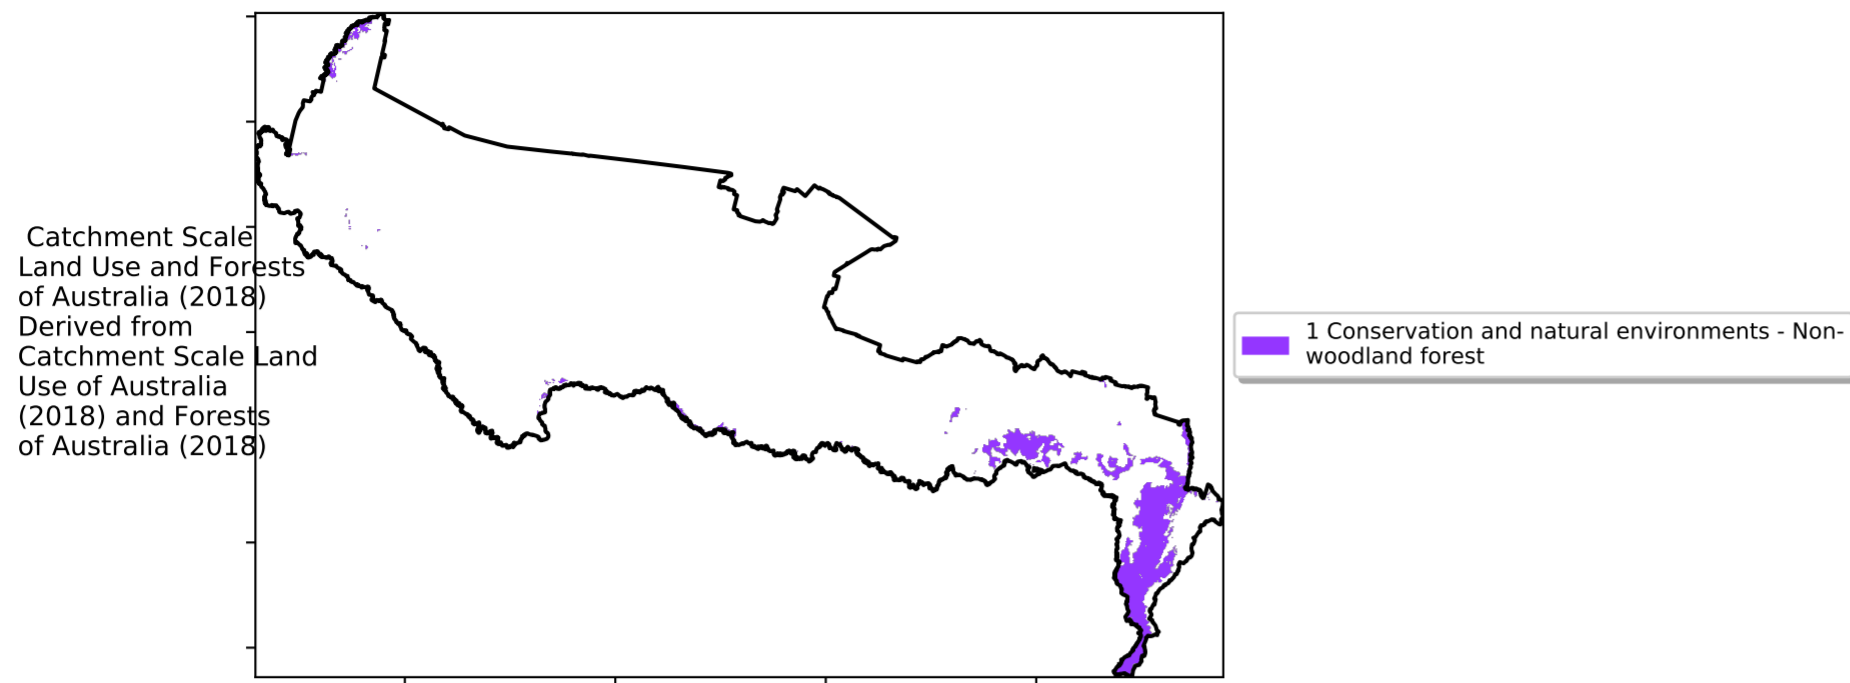 Catchment Scale
Land Use and Forests
of Australia (2018)
Derived from
Catchment Scale Land
Use of Australia
(2018) and Forests
of Australia (2018)
1 Conservation and natural environments - Non-
woodland forest